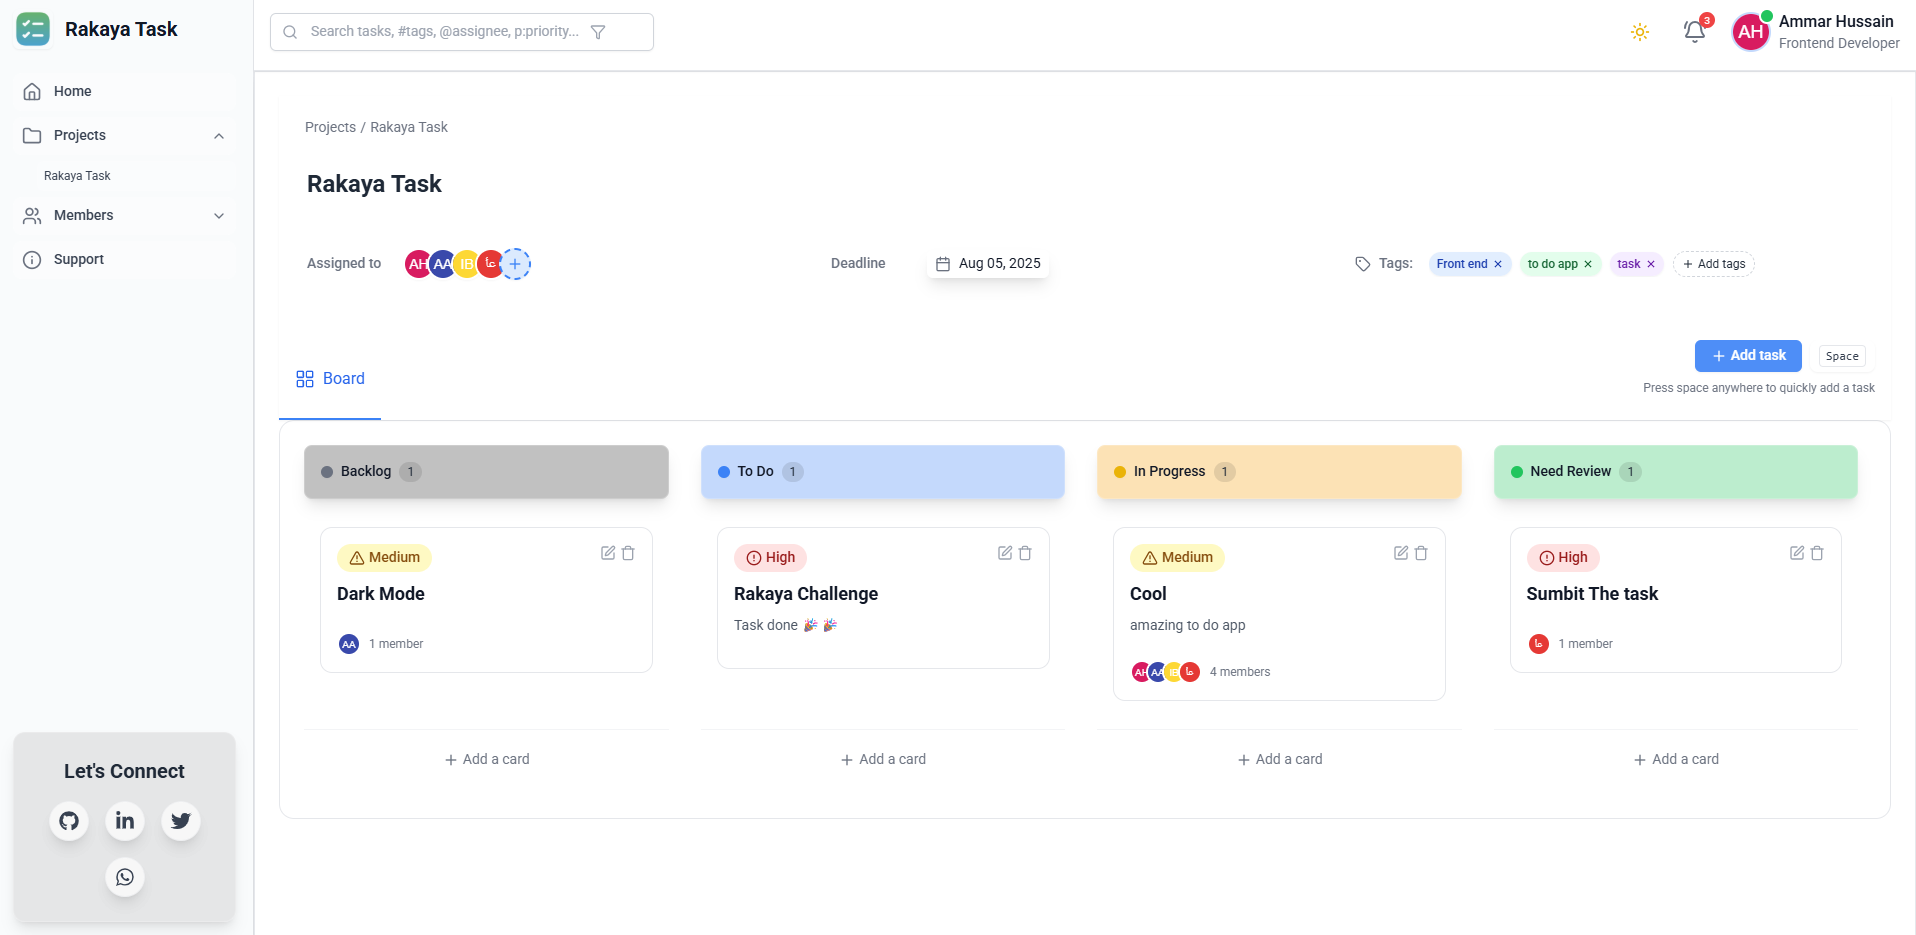 Rakaya Task
Home
Projects
Rakaya Task
Members
Support
Let's Connect
Search tasks, #tags, @assignee, p:priority...
3
AH
Ammar Hussain
Frontend Developer
Projects / Rakaya Task
Rakaya Task
Assigned to
AH AA IB عا +
Deadline
Aug 05, 2025
Tags:
Front end ×
to do app ×
task ×
+ Add tags
Board
+ Add task
Space
Press space anywhere to quickly add a task
Backlog 1
Medium
Dark Mode
AA 1 member
+ Add a card
To Do 1
High
Rakaya Challenge
Task done 🎉 🎉
+ Add a card
In Progress 1
Medium
Cool
amazing to do app
AH AA IB عا 4 members
+ Add a card
Need Review 1
High
Sumbit The task
عا 1 member
+ Add a card